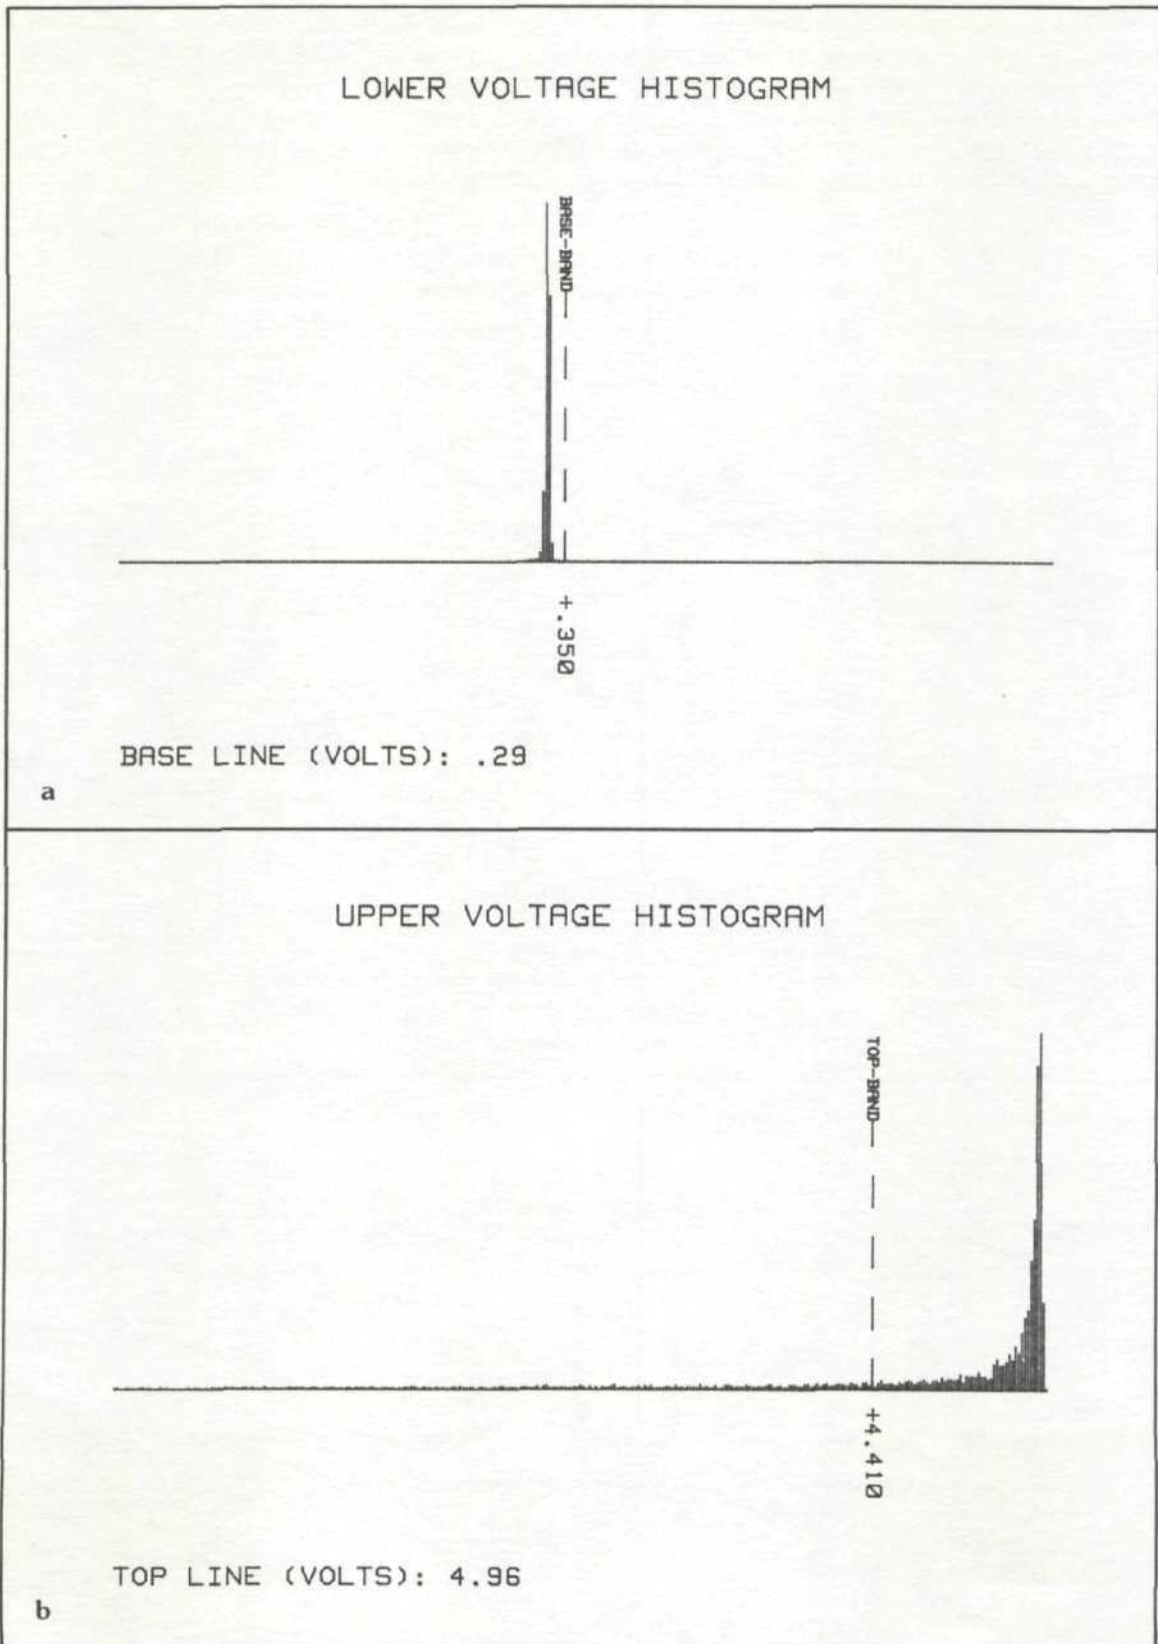 LOWER VOLTAGE HISTOGRAM
BASE-BAND
+.350
BASE LINE (VOLTS): .29
a
UPPER VOLTAGE HISTOGRAM
TOP-BAND
+4.410
TOP LINE (VOLTS): 4.96
b